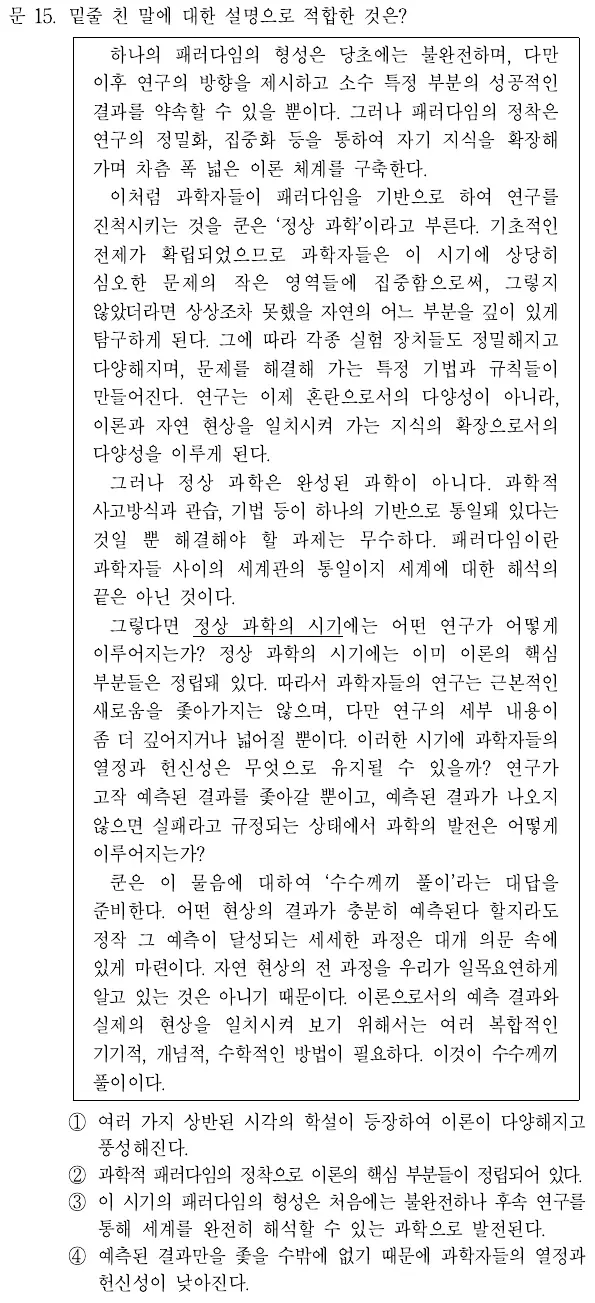 문 15. 밑줄 친 말에 대한 설명으로 적합한 것은?
하나의 패러다임의 형성은 당초에는 불완전하며, 다만
이후 연구의 방향을 제시하고 소수 특정 부분의 성공적인
결과를 약속할 수 있을 뿐이다. 그러나 패러다임의 정착은
연구의 정밀화, 집중화 등을 통하여 자기 지식을 확장해
가며 차츰 폭 넓은 이론 체계를 구축한다.
이처럼 과학자들이 패러다임을 기반으로 하여 연구를
진척시키는 것을 쿤은 ‘정상 과학’이라고 부른다. 기초적인
전제가 확립되었으므로 과학자들은 이 시기에 상당히
심오한 문제의 작은 영역들에 집중함으로써, 그렇지
않았더라면 상상조차 못했을 자연의 어느 부분을 깊이 있게
탐구하게 된다. 그에 따라 각종 실험 장치들도 정밀해지고
다양해지며, 문제를 해결해 가는 특정 기법과 규칙들이
만들어진다. 연구는 이제 혼란으로서의 다양성이 아니라,
이론과 자연 현상을 일치시켜 가는 지식의 확장으로서의
다양성을 이루게 된다.
그러나 정상 과학은 완성된 과학이 아니다. 과학적
사고방식과 관습, 기법 등이 하나의 기반으로 통일돼 있다는
것일 뿐 해결해야 할 과제는 무수하다. 패러다임이란
과학자들 사이의 세계관의 통일이지 세계에 대한 해석의
끝은 아닌 것이다.
그렇다면 정상 과학의 시기에는 어떤 연구가 어떻게
이루어지는가? 정상 과학의 시기에는 이미 이론의 핵심
부분들은 정립돼 있다. 따라서 과학자들의 연구는 근본적인
새로움을 좇아가지는 않으며, 다만 연구의 세부 내용이
좀 더 깊어지거나 넓어질 뿐이다. 이러한 시기에 과학자들의
열정과 헌신성은 무엇으로 유지될 수 있을까? 연구가
고작 예측된 결과를 좇아갈 뿐이고, 예측된 결과가 나오지
않으면 실패라고 규정되는 상태에서 과학의 발전은 어떻게
이루어지는가?
쿤은 이 물음에 대하여 ‘수수께끼 풀이’라는 대답을
준비한다. 어떤 현상의 결과가 충분히 예측된다 할지라도
정작 그 예측이 달성되는 세세한 과정은 대개 의문 속에
있게 마련이다. 자연 현상의 전 과정을 우리가 일목요연하게
알고 있는 것은 아니기 때문이다. 이론으로서의 예측 결과와
실제의 현상을 일치시켜 보기 위해서는 여러 복합적인
기기적, 개념적, 수학적인 방법이 필요하다. 이것이 수수께끼
풀이이다.
① 여러 가지 상반된 시각의 학설이 등장하여 이론이 다양해지고
풍성해진다.
② 과학적 패러다임의 정착으로 이론의 핵심 부분들이 정립되어 있다.
③ 이 시기의 패러다임의 형성은 처음에는 불완전하나 후속 연구를
통해 세계를 완전히 해석할 수 있는 과학으로 발전된다.
④ 예측된 결과만을 좇을 수밖에 없기 때문에 과학자들의 열정과
헌신성이 낮아진다.